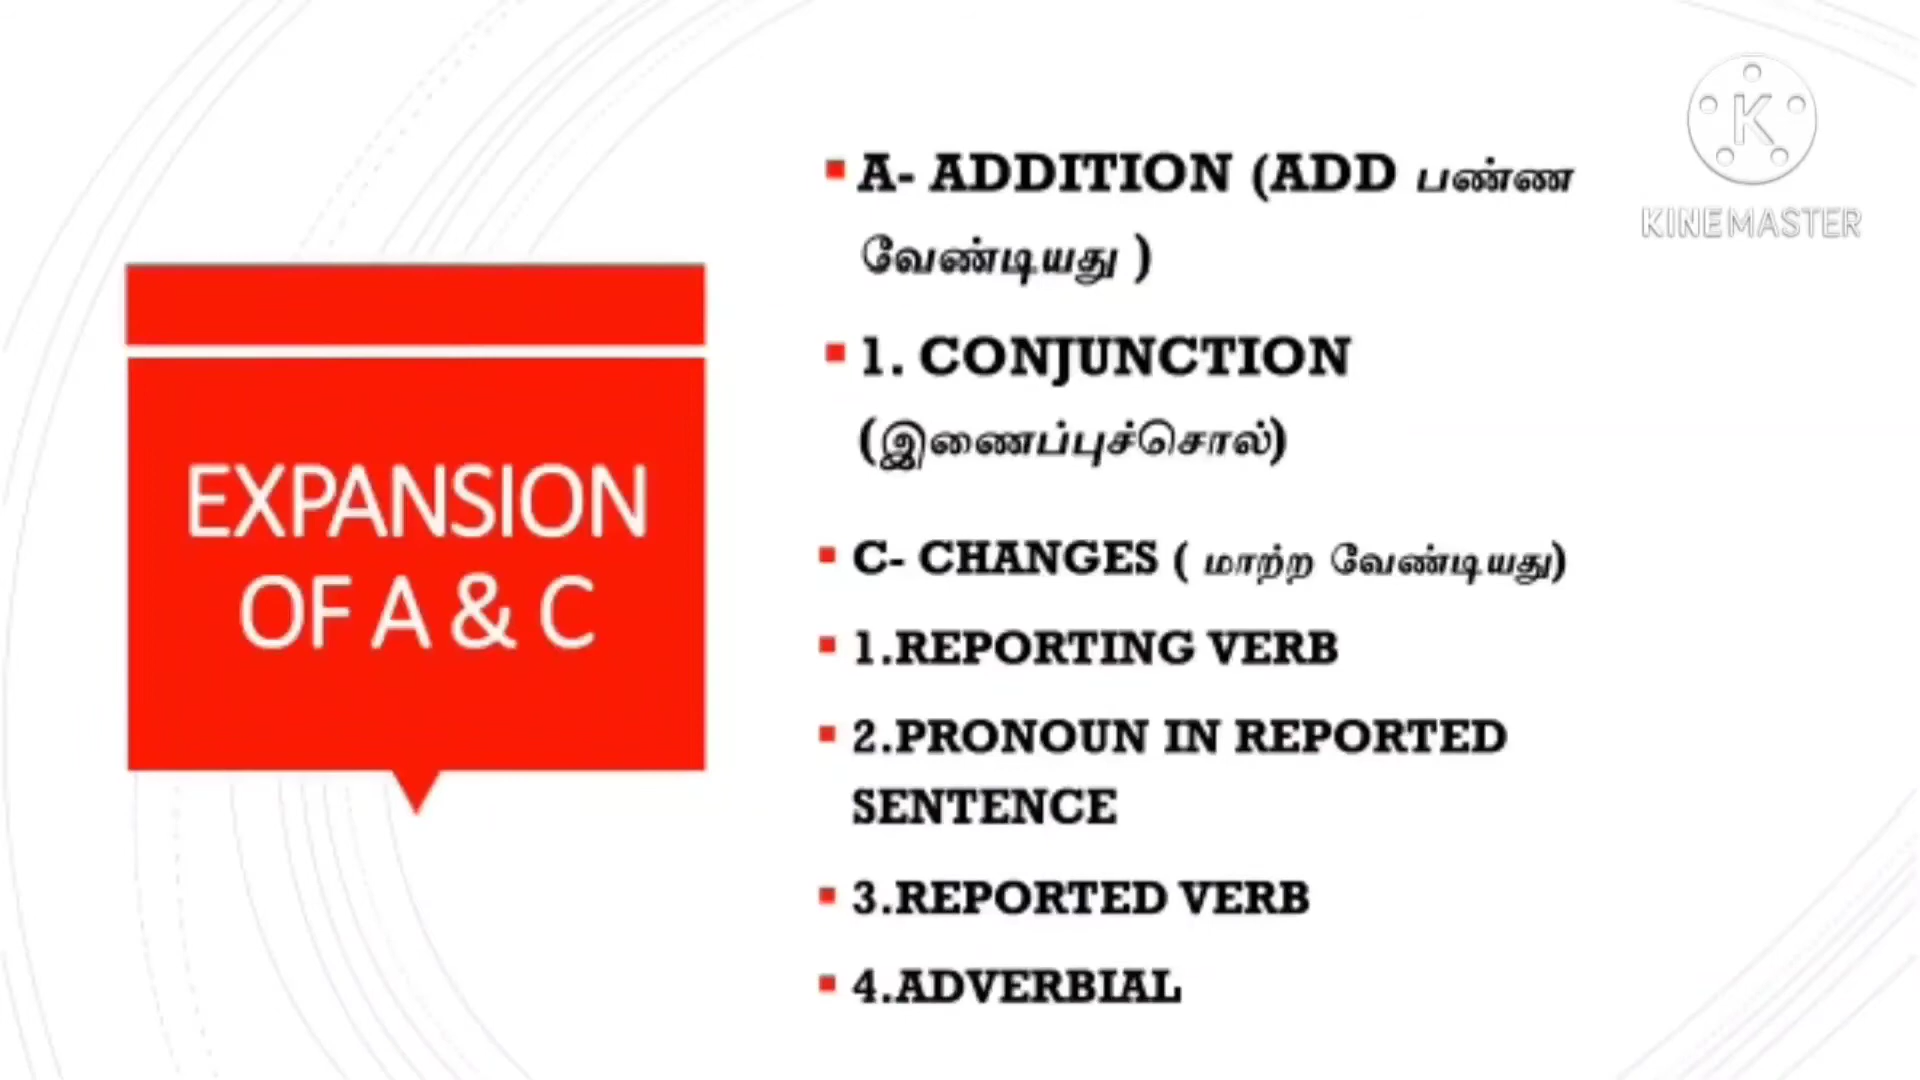 EXPANSION
OF A & C
A- ADDITION (ADD பண்ண
வேண்டியது )
1. CONJUNCTION
(இணைப்புச்சொல்)
C- CHANGES ( மாற்ற வேண்டியது)
1.REPORTING VERB
2.PRONOUN IN REPORTED
SENTENCE
3.REPORTED VERB
4.ADVERBIAL
K
KINEMASTER